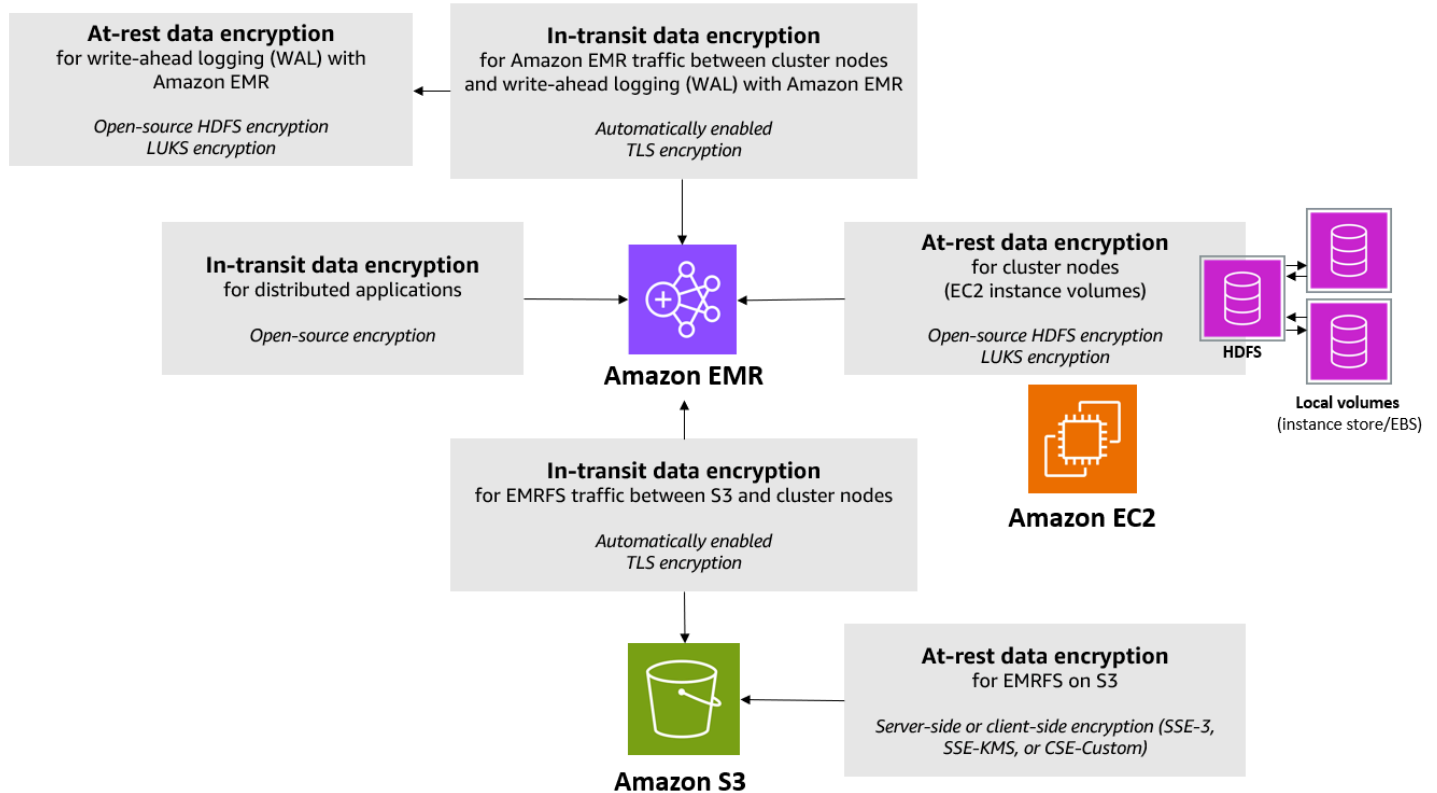 At-rest data encryption
for write-ahead logging (WAL) with
Amazon EMR
Open-source HDFS encryption
LUKS encryption
In-transit data encryption
for Amazon EMR traffic between cluster nodes
and write-ahead logging (WAL) with Amazon EMR
Automatically enabled
TLS encryption
In-transit data encryption
for distributed applications
Open-source encryption
Amazon EMR
At-rest data encryption
for cluster nodes
(EC2 instance volumes)
Open-source HDFS encryption
LUKS encryption
HDFS
Local volumes
(instance store/EBS)
Amazon EC2
In-transit data encryption
for EMRFS traffic between S3 and cluster nodes
Automatically enabled
TLS encryption
Amazon S3
At-rest data encryption
for EMRFS on S3
Server-side or client-side encryption (SSE-3,
SSE-KMS, or CSE-Custom)